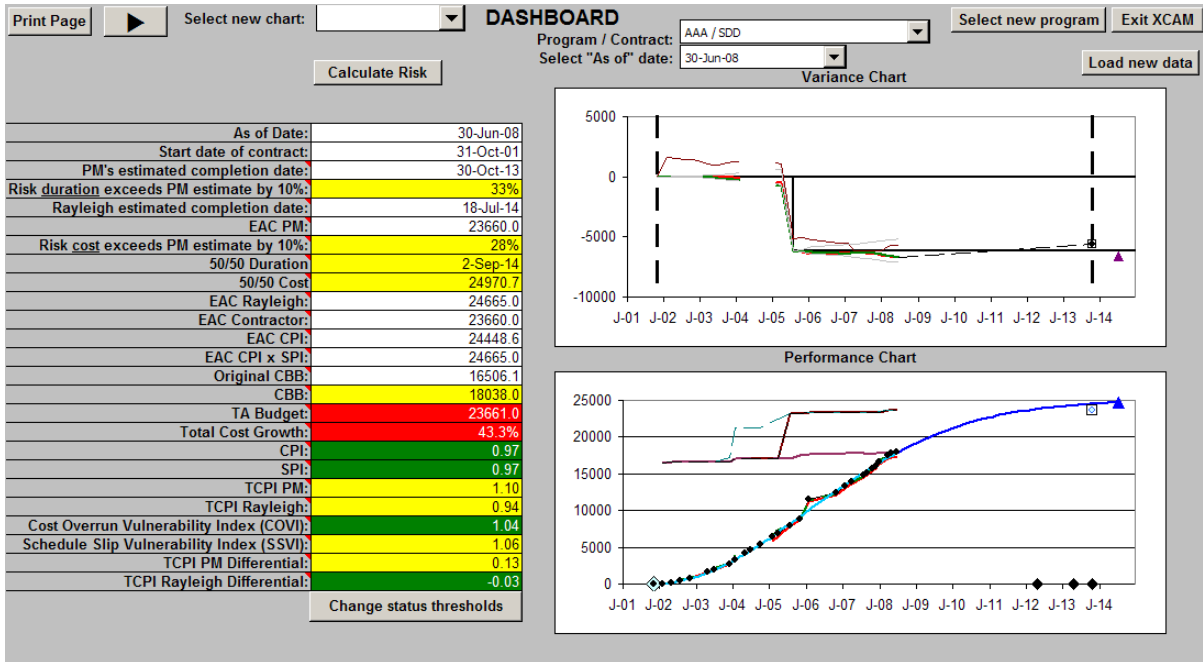 Print Page
Select new chart:
DASHBOARD
Select new program
Exit XCAM
Program / Contract: AAA / SDD
Select "As of" date: 30-Jun-08
Calculate Risk
Load new data
As of Date: 30-Jun-08
Start date of contract: 31-Oct-01
PM's estimated completion date: 30-Oct-13
Risk duration exceeds PM estimate by 10%: 33%
Rayleigh estimated completion date: 18-Jul-14
EAC PM: 23660.0
Risk cost exceeds PM estimate by 10%: 28%
50/50 Duration 2-Sep-14
50/50 Cost 24970.7
EAC Rayleigh: 24665.0
EAC Contractor: 23660.0
EAC CPI: 24448.6
EAC CPI x SPI: 24665.0
Original CBB: 16506.1
CBB: 18038.0
TA Budget: 23661.0
Total Cost Growth: 43.3%
CPI: 0.97
SPI: 0.97
TCPI PM: 1.10
TCPI Rayleigh: 0.94
Cost Overrun Vulnerability Index (COVI): 1.04
Schedule Slip Vulnerability Index (SSVI): 1.06
TCPI PM Differential: 0.13
TCPI Rayleigh Differential: -0.03
Change status thresholds
Variance Chart
5000
0
-5000
-10000
J-01 J-02 J-03 J-04 J-05 J-06 J-07 J-08 J-09 J-10 J-11 J-12 J-13 J-14
Performance Chart
25000
20000
15000
10000
5000
0
J-01 J-02 J-03 J-04 J-05 J-06 J-07 J-08 J-09 J-10 J-11 J-12 J-13 J-14